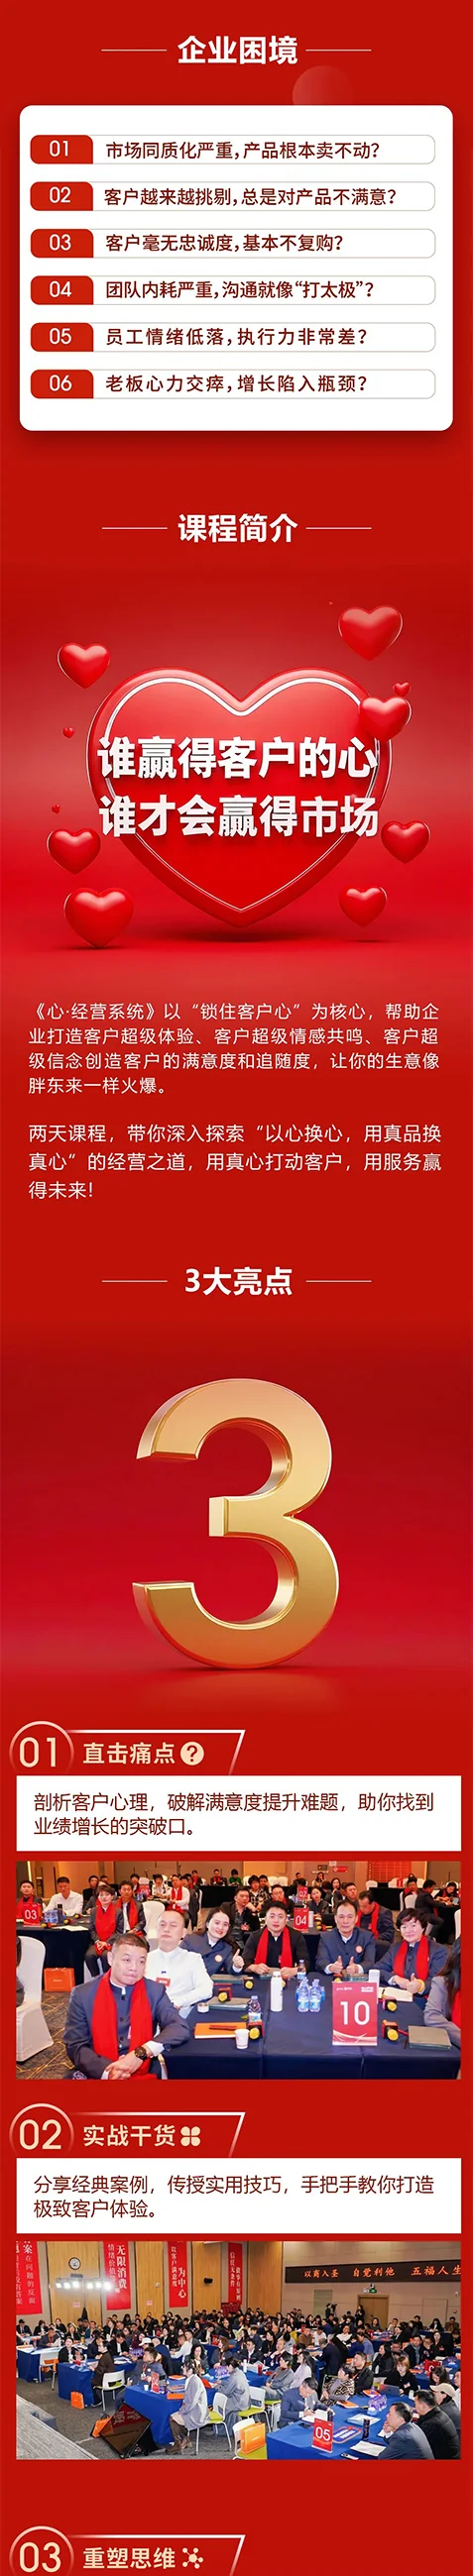 企业困境
01 市场同质化严重，产品根本卖不动？
02 客户越来越挑剔，总是对产品不满意？
03 客户毫无忠诚度，基本不复购？
04 团队内耗严重，沟通就像“打太极”？
05 员工情绪低落，执行力非常差？
06 老板心力交瘁，增长陷入瓶颈？
课程简介
谁赢得客户的心
谁才会赢得市场
《心·经营系统》以“锁住客户心”为核心，帮助企
业打造客户超级体验、客户超级情感共鸣、客户超
级信念创造客户的满意度和追随度，让你的生意像
胖东来一样火爆。
两天课程，带你深入探索“以心换心，用真品换
真心“的经营之道，用真心打动客户，用服务赢
得未来!
3大亮点
3
01 直击痛点?
剖析客户心理，破解满意度提升难题，助你找到
业绩增长的突破口。
03
04
10
02 实战干货
分享经典案例，传授实用技巧，手把手教你打造
极致客户体验。
无限消费
情绪价值
为中心
以客户满意度
以商入圣 自觉利他 五福人生
05
03 重塑思维